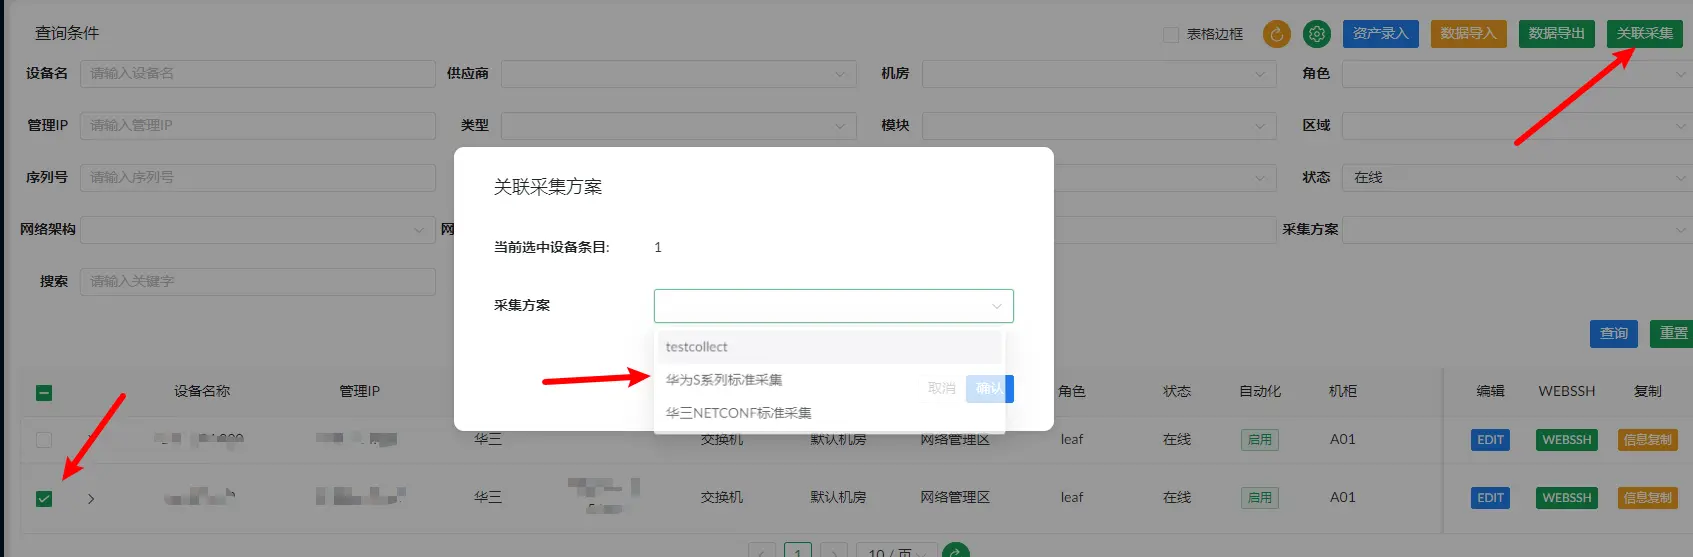 查询条件
表格边框
资产录入
数据导入
数据导出
关联采集
设备名 请输入设备名 供应商 机房 角色
管理IP 请输入管理IP 类型 模块 区域
序列号 请输入序列号 状态 在线
网络架构 网 采集方案
搜索 请输入关键字
关联采集方案
当前选中设备条目: 1
采集方案
testcollect
华为S系列标准采集
华三NETCONF标准采集
取消 确认
查询 重置
设备名称 管理IP 角色 状态 自动化 机柜 编辑 WEBSSH 复制
华三 交换机 默认机房 网络管理区 leaf 在线 启用 A01 EDIT WEBSSH 信息复制
华三 交换机 默认机房 网络管理区 leaf 在线 启用 A01 EDIT WEBSSH 信息复制
1 10 / 页